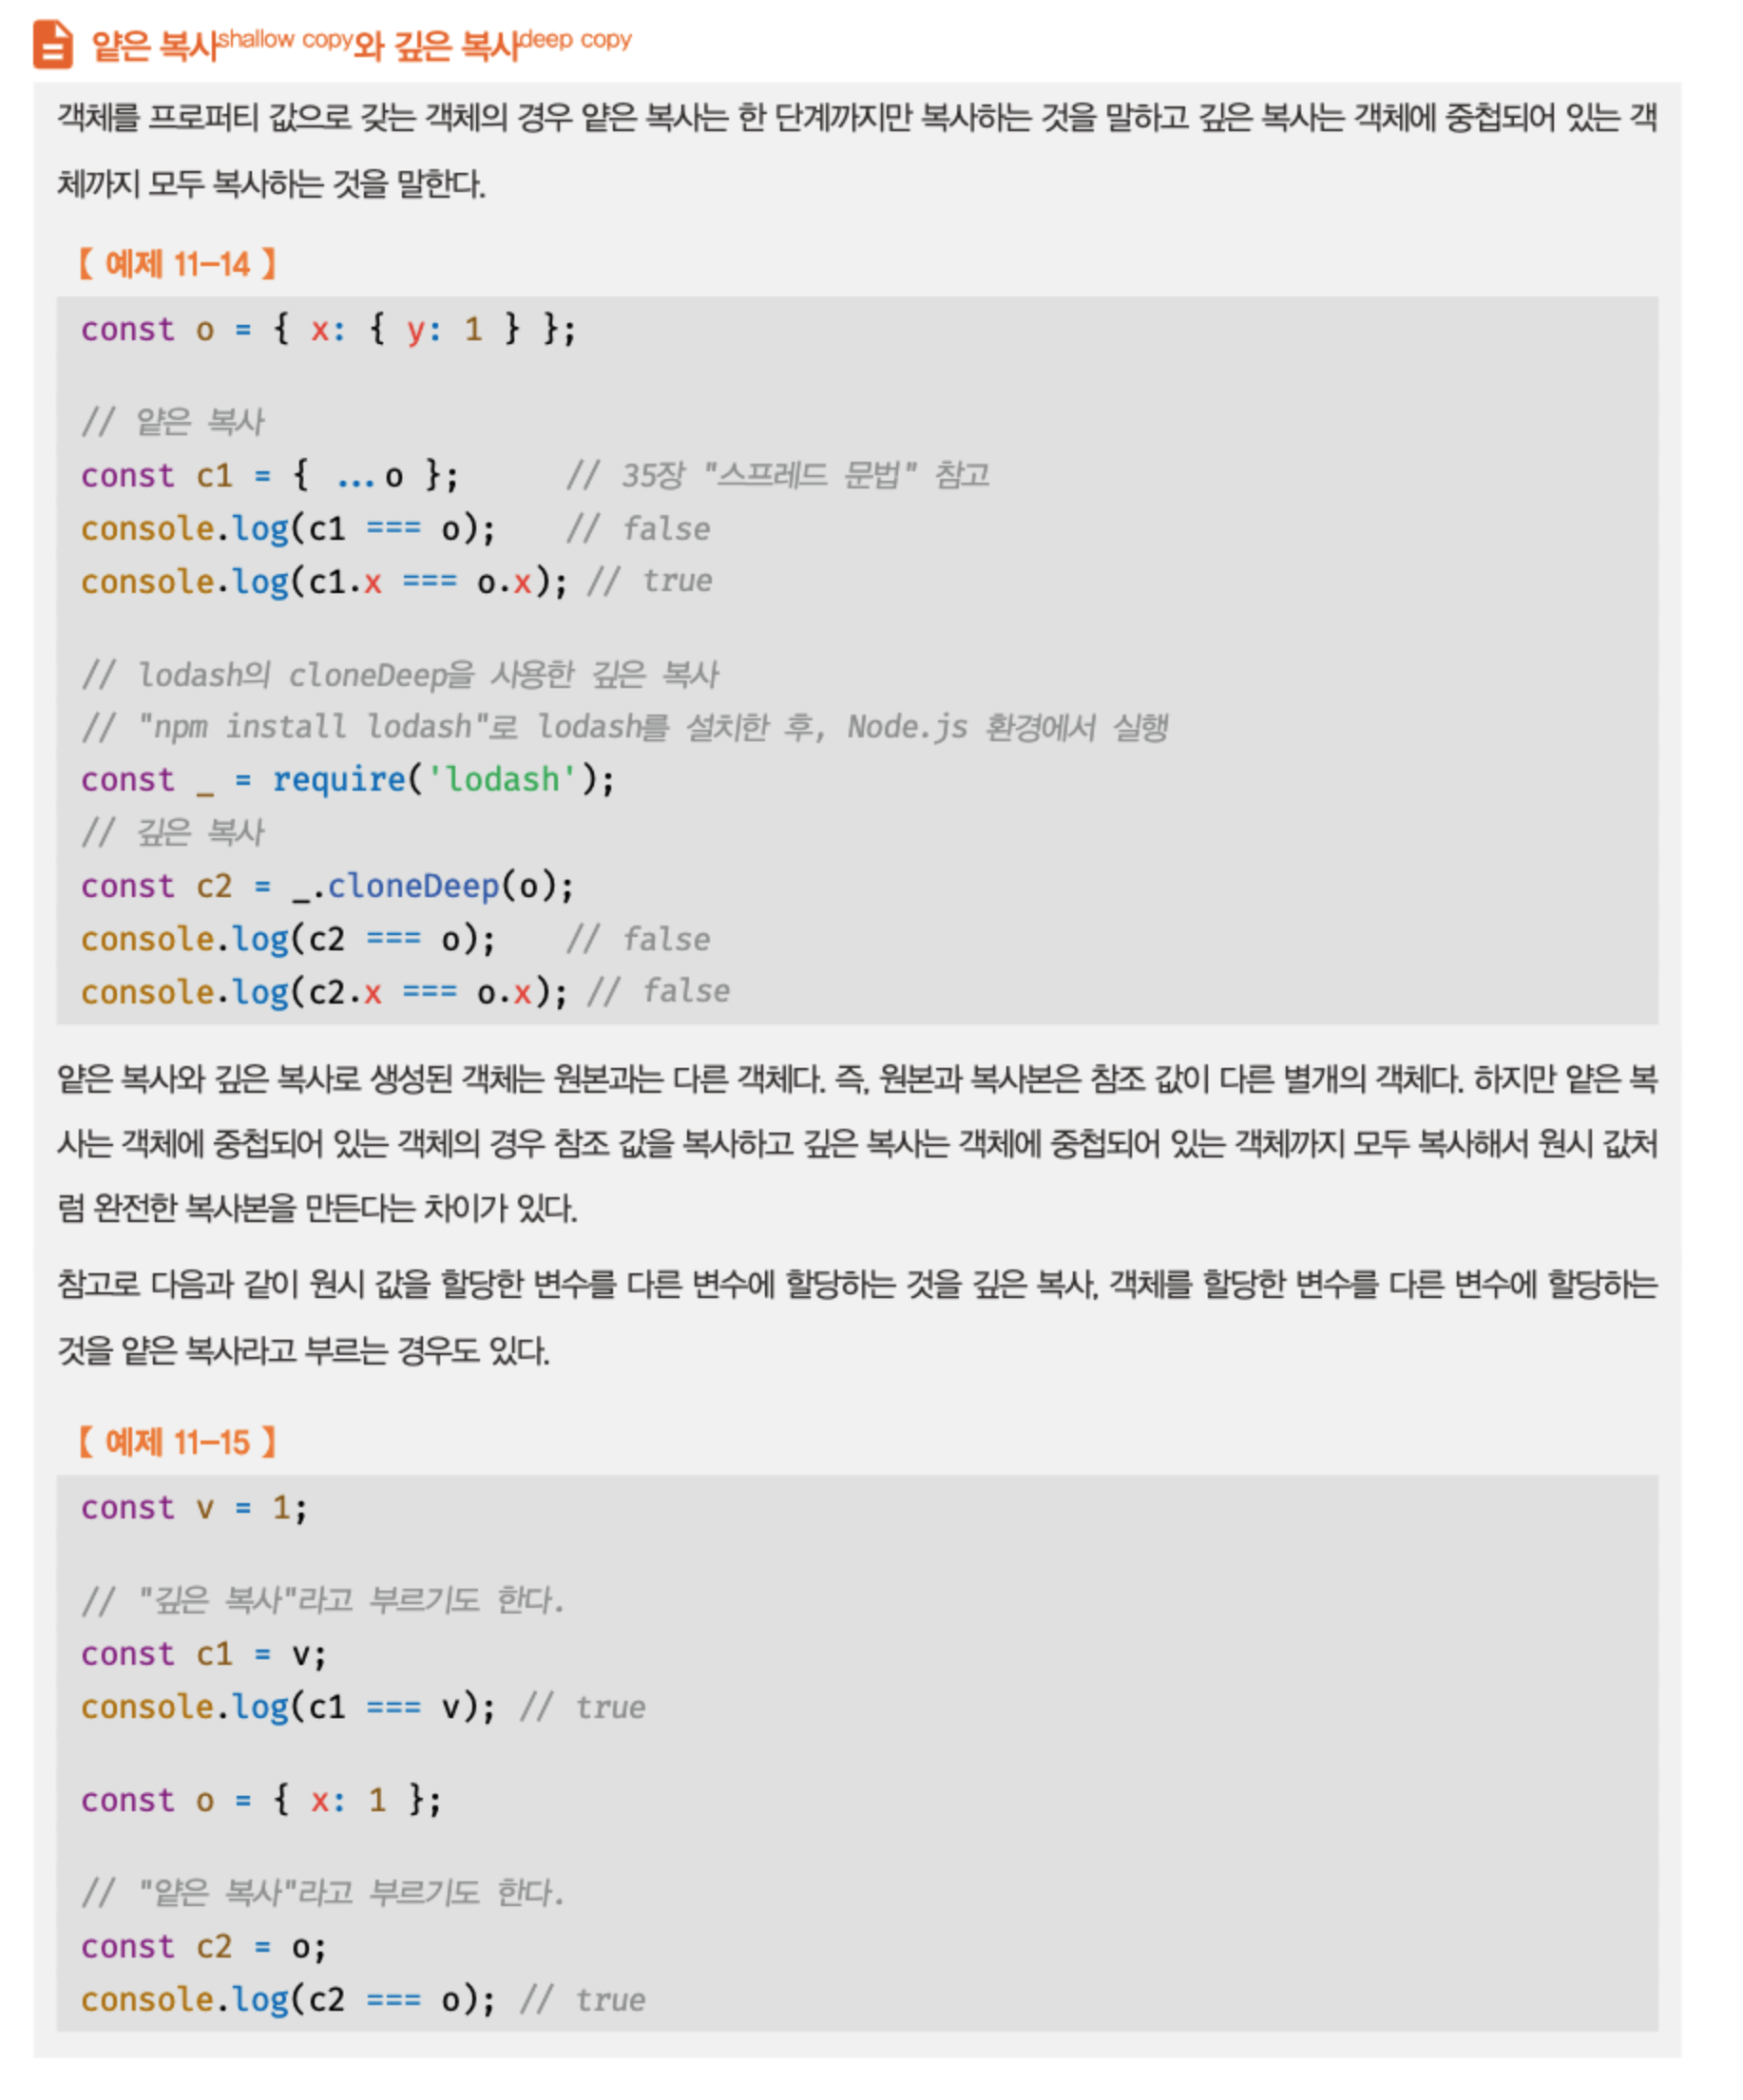 얕은 복사shallow copy와 깊은 복사deep copy
객체를 프로퍼티 값으로 갖는 객체의 경우 얕은 복사는 한 단계까지만 복사하는 것을 말하고 깊은 복사는 객체에 중첩되어 있는 객
체까지 모두 복사하는 것을 말한다.
【 예제 11-14 】
const o = { x: { y: 1 } };
// 얕은 복사
const c1 = { ...o }; // 35장 "스프레드 문법" 참고
console.log(c1 === o); // false
console.log(c1.x === o.x); // true
// lodash의 cloneDeep을 사용한 깊은 복사
// "npm install lodash"로 lodash를 설치한 후, Node.js 환경에서 실행
const _ = require('lodash');
// 깊은 복사
const c2 = _.cloneDeep(o);
console.log(c2 === o); // false
console.log(c2.x === o.x); // false
얕은 복사와 깊은 복사로 생성된 객체는 원본과는 다른 객체다. 즉, 원본과 복사본은 참조 값이 다른 별개의 객체다. 하지만 얕은 복
사는 객체에 중첩되어 있는 객체의 경우 참조 값을 복사하고 깊은 복사는 객체에 중첩되어 있는 객체까지 모두 복사해서 원시 값처
럼 완전한 복사본을 만든다는 차이가 있다.
참고로 다음과 같이 원시 값을 할당한 변수를 다른 변수에 할당하는 것을 깊은 복사, 객체를 할당한 변수를 다른 변수에 할당하는
것을 얕은 복사라고 부르는 경우도 있다.
【 예제 11-15 】
const v = 1;
// "깊은 복사"라고 부르기도 한다.
const c1 = v;
console.log(c1 === v); // true
const o = { x: 1 };
// "얕은 복사"라고 부르기도 한다.
const c2 = o;
console.log(c2 === o); // true